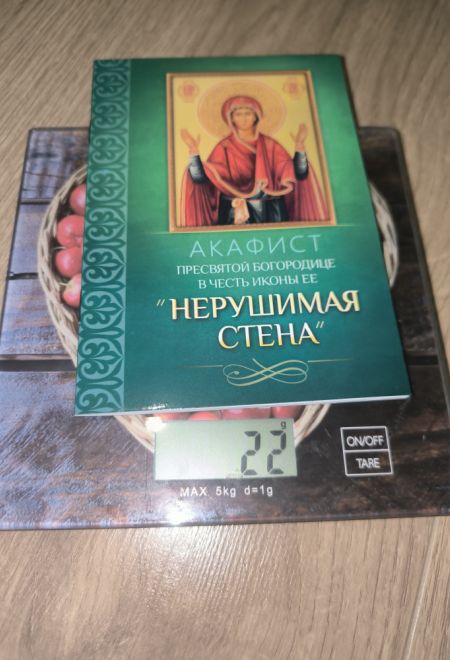 АКАФИСТ
ПРЕСВЯТОЙ БОГОРОДИЦЕ
В ЧЕСТЬ ИКОНЫ ЕЕ
"НЕРУШИМАЯ
СТЕНА"
g
22
ON/OFF
TARE
MAX 5kg d=1g